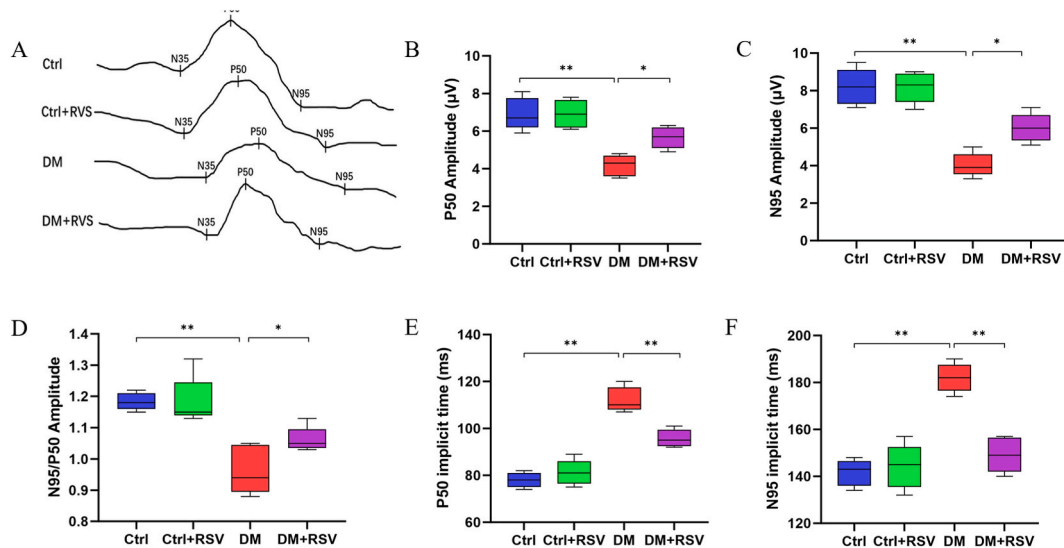 A
P50
Ctrl
N35
N95
P50
Ctrl+RVS
N35
N95
P50
DM
N35
N95
P50
DM+RVS
N35
N95
B
P50 Amplitude (μV)
10
8
6
4
2
0
**
*
Ctrl Ctrl+RSV DM DM+RSV
C
N95 Amplitude (μV)
10
8
6
4
2
0
**
*
Ctrl Ctrl+RSV DM DM+RSV
D
N95/P50 Amplitude
1.4
1.3
1.2
1.1
1.0
0.9
0.8
**
*
Ctrl Ctrl+RSV DM DM+RSV
E
P50 implicit time (ms)
140
120
100
80
60
**
**
Ctrl Ctrl+RSV DM DM+RSV
F
N95 implicit time (ms)
200
180
160
140
120
**
**
Ctrl Ctrl+RSV DM DM+RSV